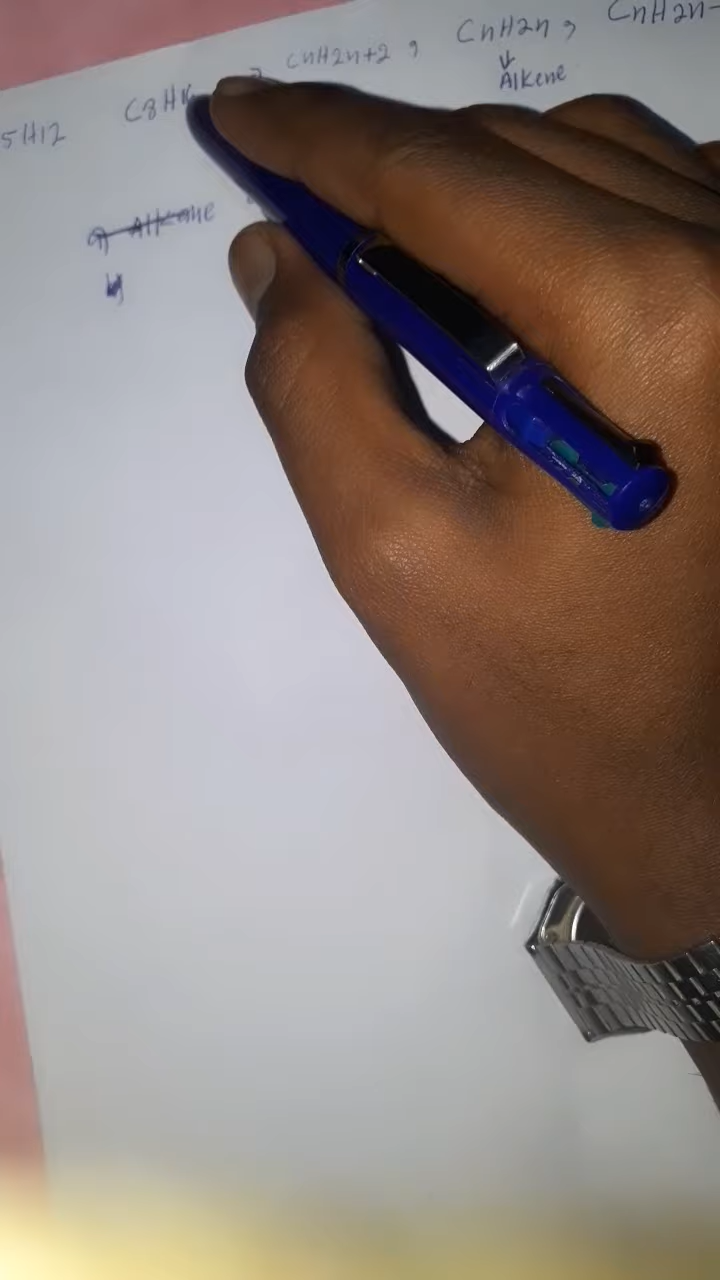 CnH2n+2 , CnH2n , CnH2n-
Alkene
5H12 C8H
a) Alkane
b)